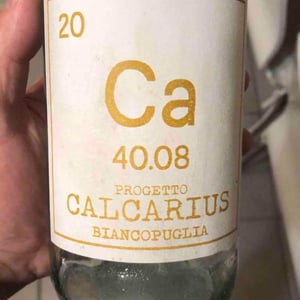 20
Ca
40.08
PROGETTO
CALCARIUS
BIANCOPUGLIA